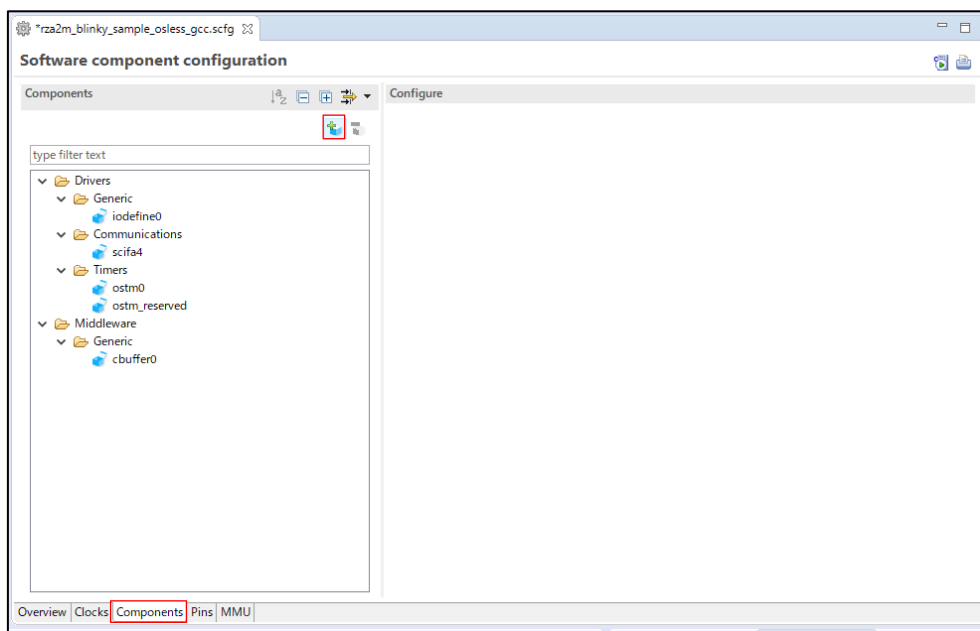 *rza2m_blinky_sample_osless_gcc.scfg
Software component configuration
Components
Configure
type filter text
Drivers
Generic
iodefine0
Communications
scifa4
Timers
ostm0
ostm_reserved
Middleware
Generic
cbuffer0
Overview Clocks Components Pins MMU